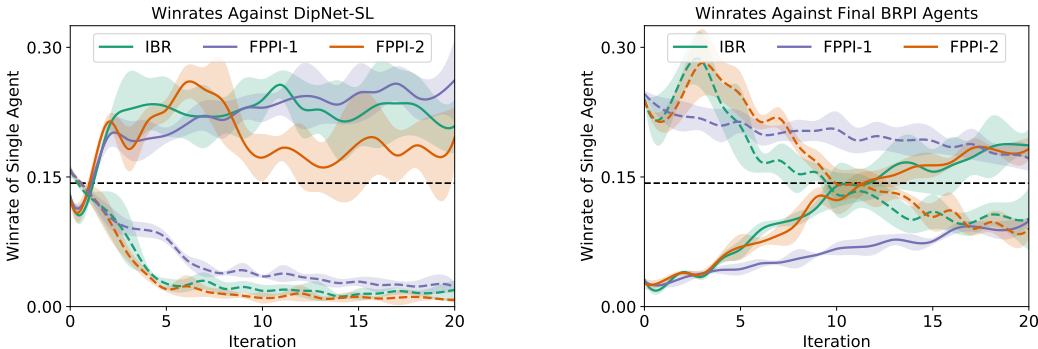 Winrates Against DipNet-SL
Winrate of Single Agent
0.30
0.15
0.00
IBR FPPI-1 FPPI-2
0 5 10 15 20
Iteration
Winrates Against Final BRPI Agents
Winrate of Single Agent
0.30
0.15
0.00
IBR FPPI-1 FPPI-2
0 5 10 15 20
Iteration